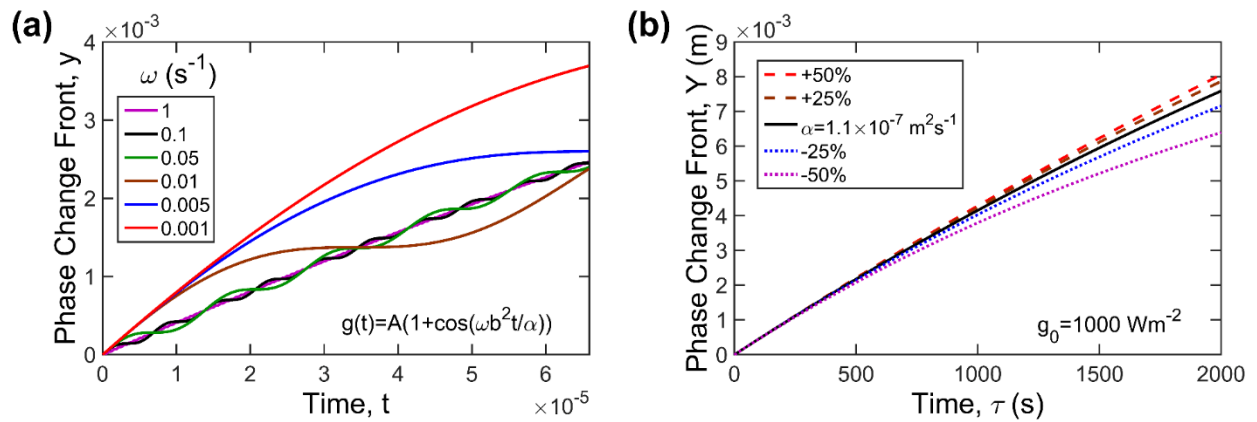 (a)
×10⁻³
4
3
2
1
0
Phase Change Front, y
ω (s⁻¹)
1
0.1
0.05
0.01
0.005
0.001
g(t)=A(1+cos(ωb²t/α))
0 1 2 3 4 5 6
×10⁻⁵
Time, t
(b)
×10⁻³
9
8
7
6
5
4
3
2
1
0
Phase Change Front, Y (m)
+50%
+25%
α=1.1×10⁻⁷ m²s⁻¹
-25%
-50%
g₀=1000 Wm⁻²
0 500 1000 1500 2000
Time, τ (s)